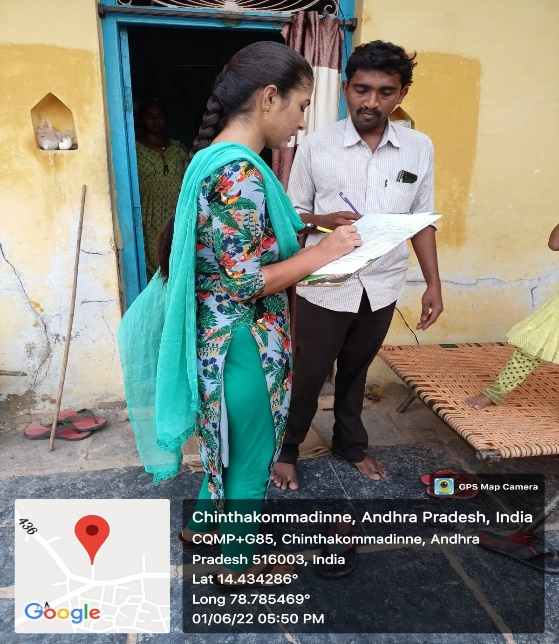 GPS Map Camera
436
Google
Chinthakommadinne, Andhra Pradesh, India
CQMP+G85, Chinthakommadinne, Andhra
Pradesh 516003, India
Lat 14.434286°
Long 78.785469°
01/06/22 05:50 PM